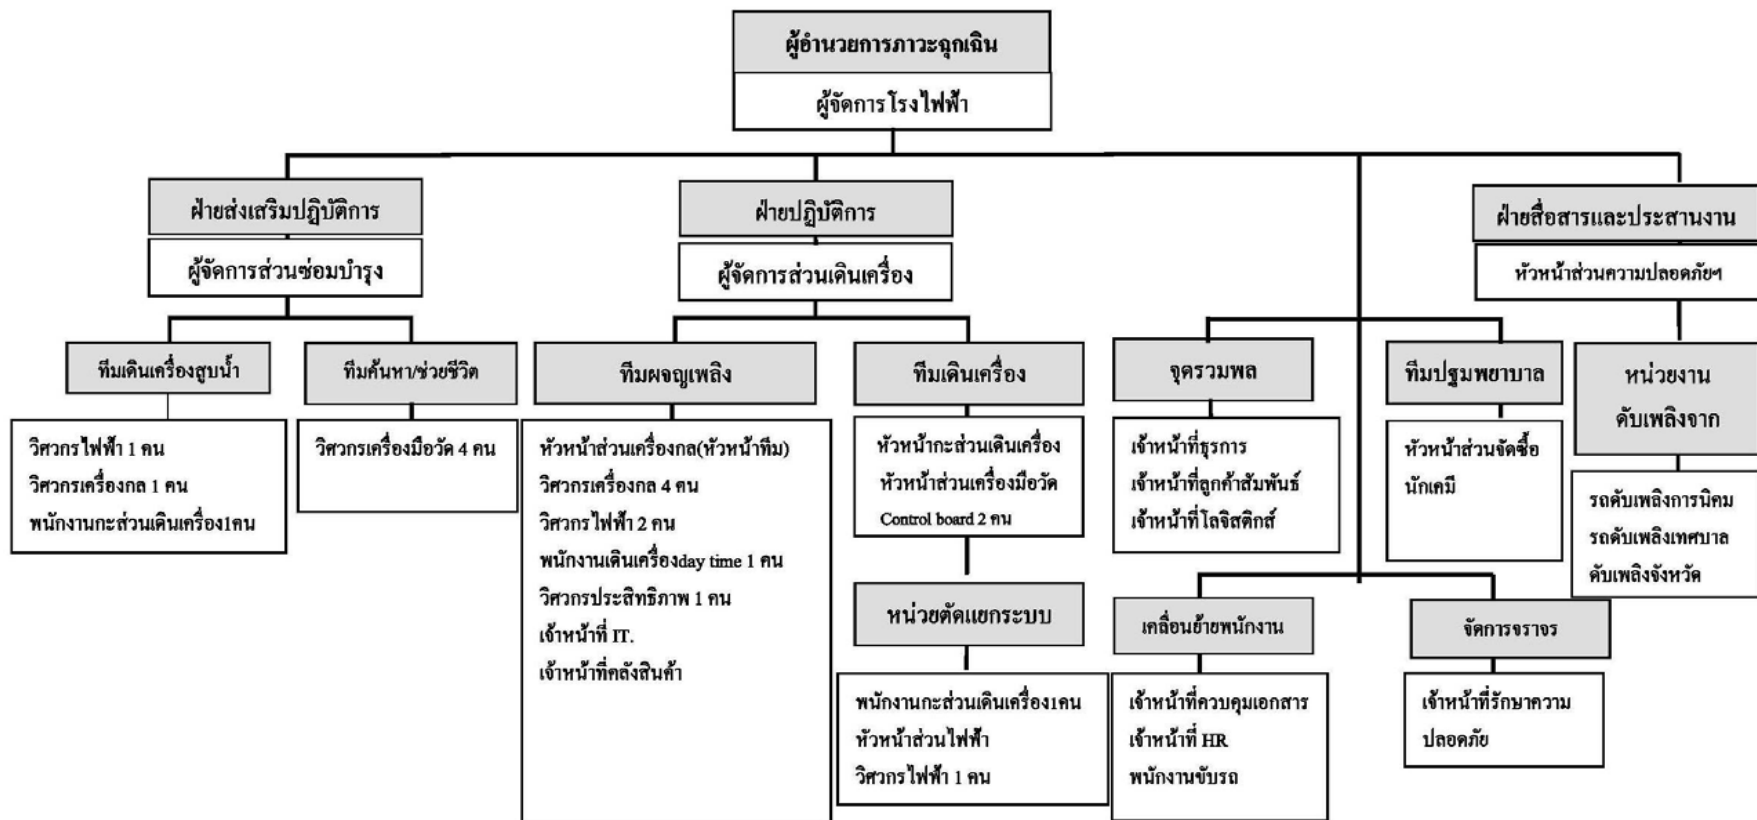 ผู้อำนวยการภาวะฉุกเฉิน
ผู้จัดการโรงไฟฟ้า
ฝ่ายส่งเสริมปฏิบัติการ
ผู้จัดการส่วนซ่อมบำรุง
ฝ่ายปฏิบัติการ
ผู้จัดการส่วนเดินเครื่อง
ฝ่ายสื่อสารและประสานงาน
หัวหน้าส่วนความปลอดภัยฯ
ทีมเดินเครื่องสูบน้ำ
วิศวกรไฟฟ้า 1 คน
วิศวกรเครื่องกล 1 คน
พนักงานกะส่วนเดินเครื่อง1คน
ทีมค้นหา/ช่วยชีวิต
วิศวกรเครื่องมือวัด 4 คน
ทีมผจญเพลิง
หัวหน้าส่วนเครื่องกล(หัวหน้าทีม)
วิศวกรเครื่องกล 4 คน
วิศวกรไฟฟ้า 2 คน
พนักงานเดินเครื่องday time 1 คน
วิศวกรประสิทธิภาพ 1 คน
เจ้าหน้าที่ IT.
เจ้าหน้าที่คลังสินค้า
ทีมเดินเครื่อง
หัวหน้ากะส่วนเดินเครื่อง
หัวหน้าส่วนเครื่องมือวัด
Control board 2 คน
หน่วยตัดแยกระบบ
พนักงานกะส่วนเดินเครื่อง1คน
หัวหน้าส่วนไฟฟ้า
วิศวกรไฟฟ้า 1 คน
จุดรวมพล
เจ้าหน้าที่ธุรการ
เจ้าหน้าที่ลูกค้าสัมพันธ์
เจ้าหน้าที่โลจิสติกส์
ทีมปฐมพยาบาล
หัวหน้าส่วนจัดซื้อ
นักเคมี
เคลื่อนย้ายพนักงาน
เจ้าหน้าที่ควบคุมเอกสาร
เจ้าหน้าที่ HR
พนักงานขับรถ
จัดการจราจร
เจ้าหน้าที่รักษาความ
ปลอดภัย
หน่วยงาน
ดับเพลิงจาก
รถดับเพลิงการนิคม
รถดับเพลิงเทศบาล
ดับเพลิงจังหวัด